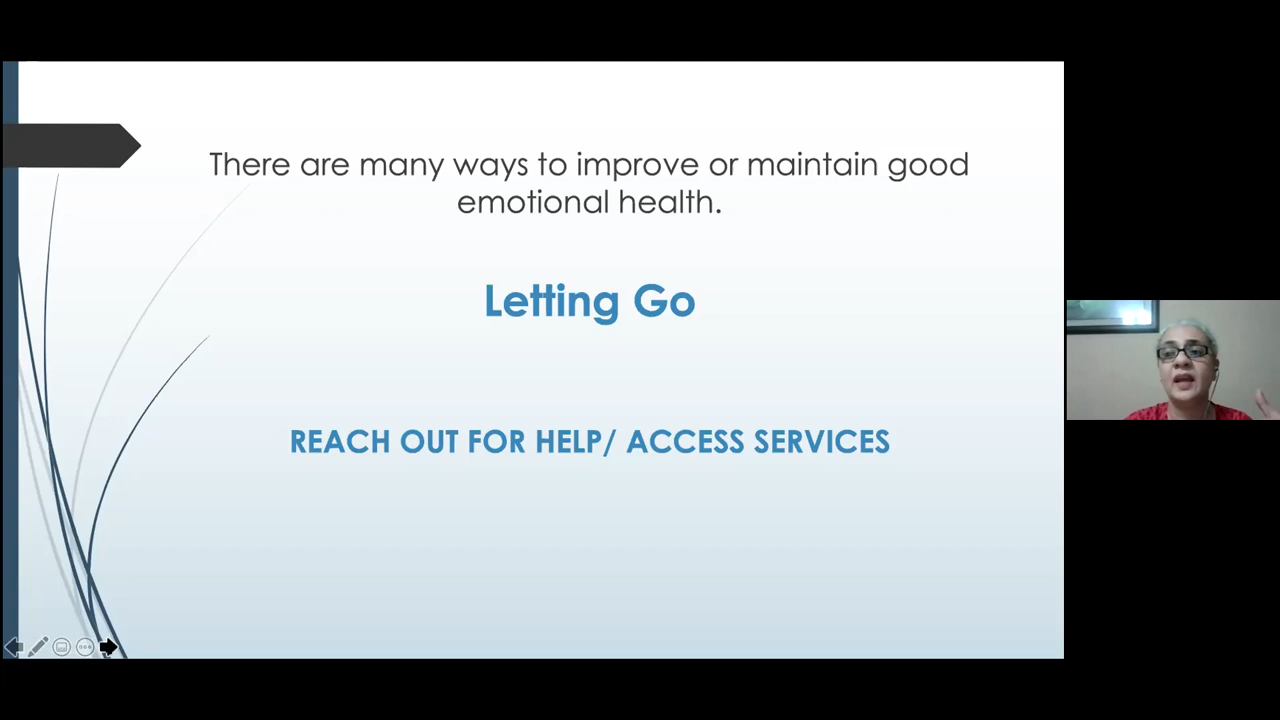 There are many ways to improve or maintain good
emotional health.
Letting Go
REACH OUT FOR HELP/ ACCESS SERVICES